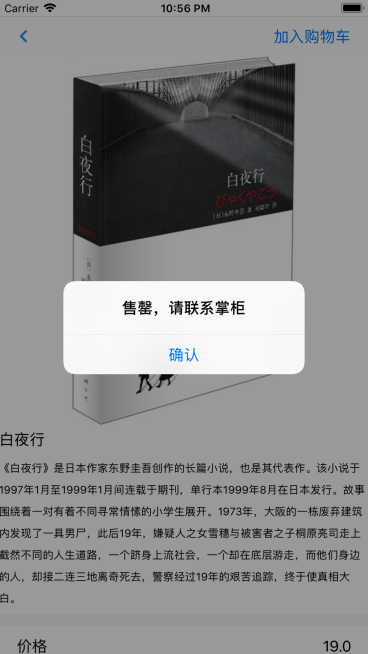 Carrier 10:56 PM
加入购物车
白夜行
白夜行
びゃくやこう
售罄，请联系掌柜
确认
白夜行
《白夜行》是日本作家东野圭吾创作的长篇小说，也是其代表作。该小说于
1997年1月至1999年1月间连载于期刊，单行本1999年8月在日本发行。故事
围绕着一对有着不同寻常情愫的小学生展开。1973年，大阪的一栋废弃建筑
内发现了一具男尸，此后19年，嫌疑人之女雪穗与被害者之子桐原亮司走上
截然不同的人生道路，一个跻身上流社会，一个却在底层游走，而他们身边
的人，却接二连三地离奇死去，警察经过19年的艰苦追踪，终于使真相大
白。
价格 19.0